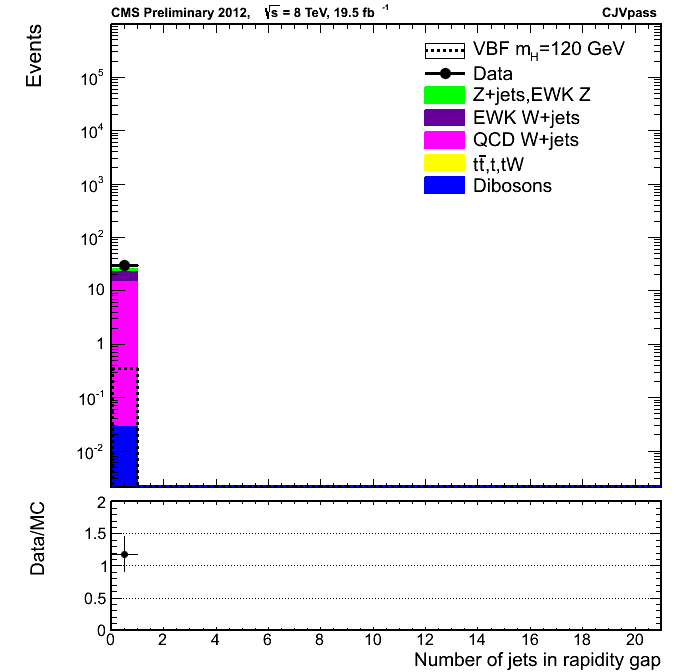 CMS Preliminary 2012, √s = 8 TeV, 19.5 fb⁻¹ CJVpass
Events
10⁵
10⁴
10³
10²
10
1
10⁻¹
10⁻²
VBF m_H=120 GeV
Data
Z+jets,EWK Z
EWK W+jets
QCD W+jets
tt̄,t,tW
Dibosons
Data/MC
2
1.5
1
0.5
0
0 2 4 6 8 10 12 14 16 18 20
Number of jets in rapidity gap